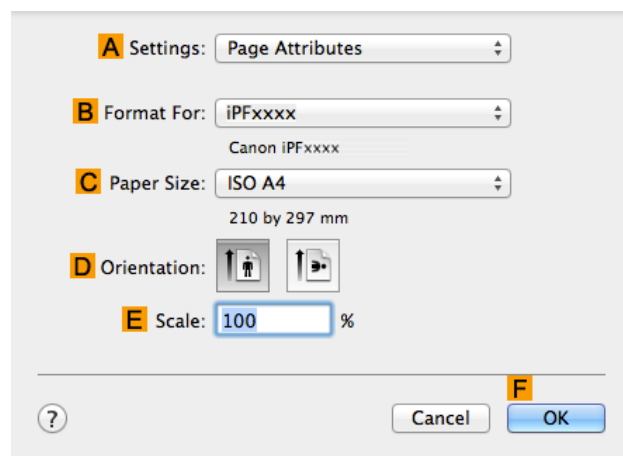 A Settings: Page Attributes
B Format For: iPFxxxx
Canon iPFxxxx
C Paper Size: ISO A4
210 by 297 mm
D Orientation:
E Scale: 100 %
F
? Cancel OK